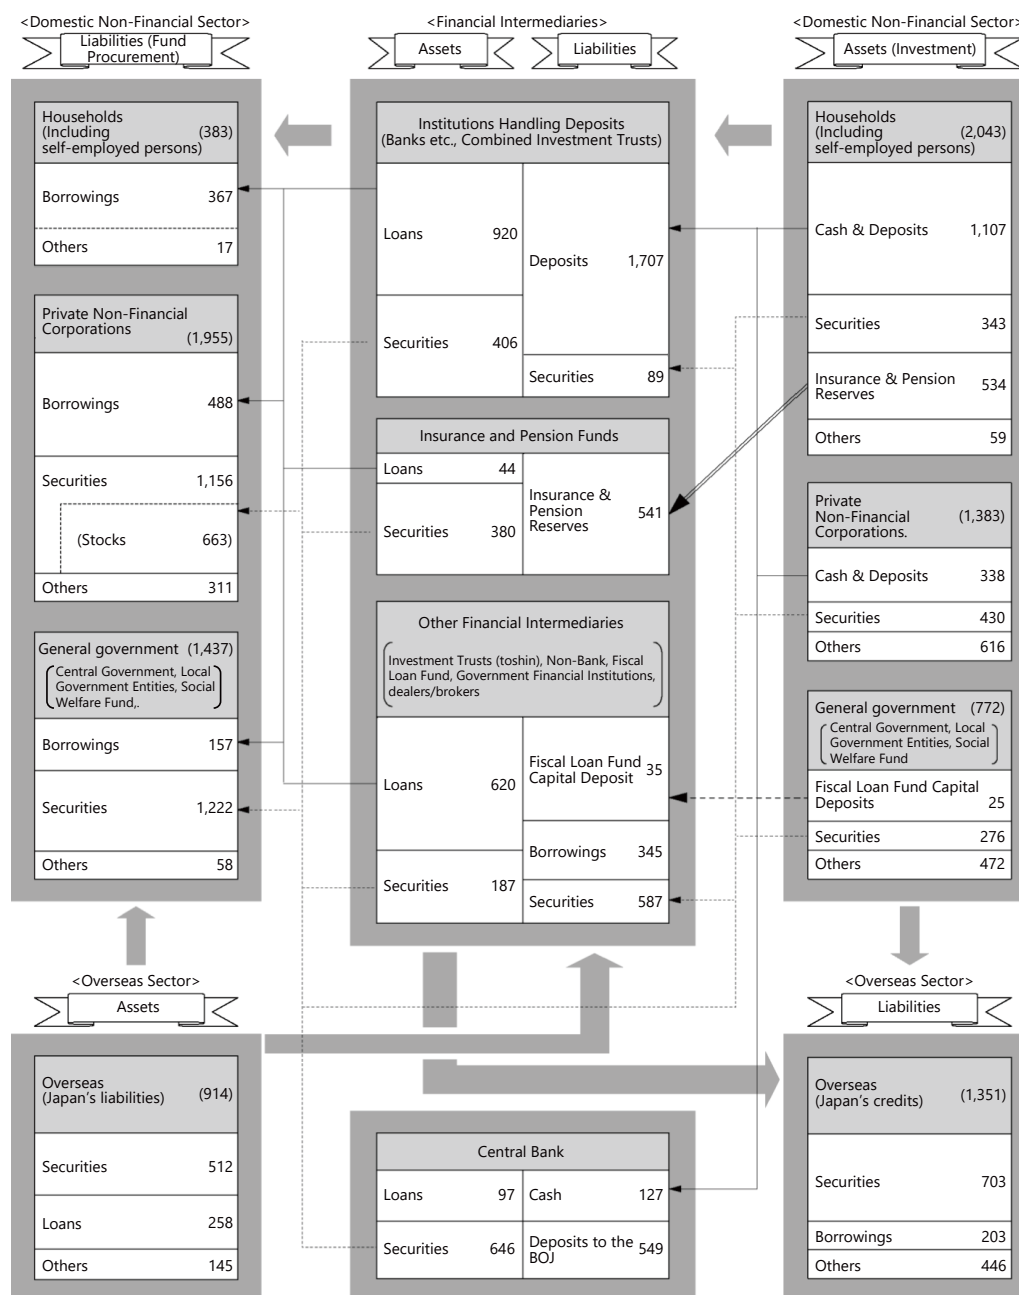 <Domestic Non-Financial Sector>
Liabilities (Fund
Procurement)
Households
(Including (383)
self-employed persons)
Borrowings 367
Others 17
Private Non-Financial
Corporations
(1,955)
Borrowings 488
Securities 1,156
(Stocks 663)
Others 311
General government (1,437)
Central Government, Local
Government Entities, Social
Welfare Fund,.
Borrowings 157
Securities 1,222
Others 58
<Overseas Sector>
Assets
Overseas
(Japan's liabilities) (914)
Securities 512
Loans 258
Others 145
<Financial Intermediaries>
Assets Liabilities
Institutions Handling Deposits
(Banks etc., Combined Investment Trusts)
Loans 920
Deposits 1,707
Securities 406
Securities 89
Insurance and Pension Funds
Loans 44
Insurance &
Pension
Reserves 541
Securities 380
Other Financial Intermediaries
Investment Trusts (toshin), Non-Bank, Fiscal
Loan Fund, Government Financial Institutions,
dealers/brokers
Loans 620
Fiscal Loan Fund
Capital Deposit 35
Borrowings 345
Securities 187
Securities 587
Central Bank
Loans 97 Cash 127
Securities 646
Deposits to the
BOJ 549
<Domestic Non-Financial Sector>
Assets (Investment)
Households
(Including (2,043)
self-employed persons)
Cash & Deposits 1,107
Securities 343
Insurance & Pension
Reserves 534
Others 59
Private
Non-Financial (1,383)
Corporations.
Cash & Deposits 338
Securities 430
Others 616
General government (772)
Central Government, Local
Government Entities, Social
Welfare Fund
Fiscal Loan Fund Capital
Deposits 25
Securities 276
Others 472
<Overseas Sector>
Liabilities
Overseas
(Japan's credits) (1,351)
Securities 703
Borrowings 203
Others 446